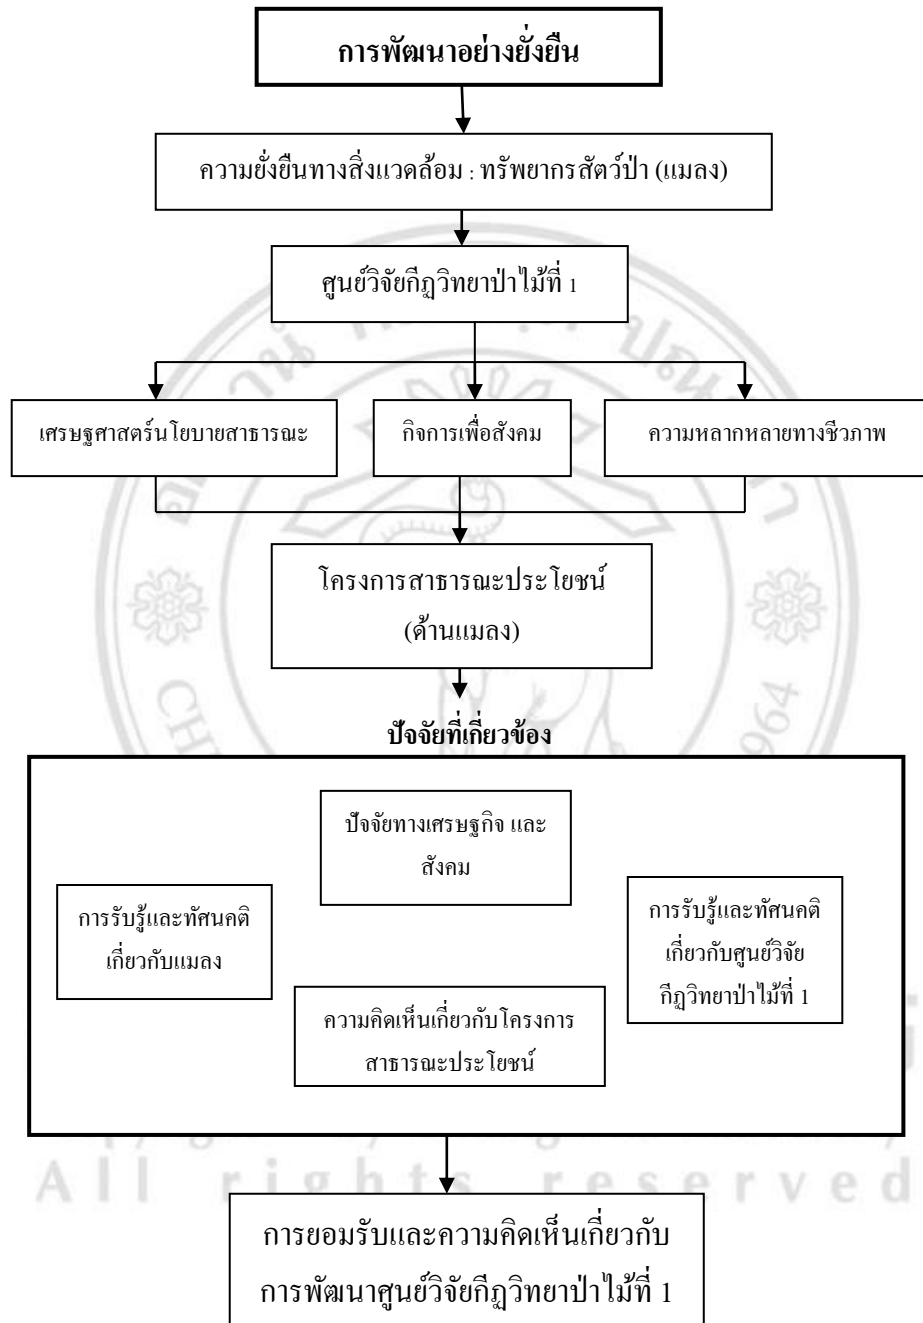 การพัฒนาอย่างยั่งยืน
ความยั่งยืนทางสิ่งแวดล้อม : ทรัพยากรสัตว์ป่า (แมลง)
ศูนย์วิจัยกีฏวิทยาป่าไม้ที่ 1
เศรษฐศาสตร์นโยบายสาธารณะ
กิจการเพื่อสังคม
ความหลากหลายทางชีวภาพ
โครงการสาธารณะประโยชน์
(ด้านแมลง)
ปัจจัยที่เกี่ยวข้อง
ปัจจัยทางเศรษฐกิจ และ
สังคม
การรับรู้และทัศนคติ
เกี่ยวกับแมลง
การรับรู้และทัศนคติ
เกี่ยวกับศูนย์วิจัย
กีฏวิทยาป่าไม้ที่ 1
ความคิดเห็นเกี่ยวกับโครงการ
สาธารณะประโยชน์
All rights reserved
การยอมรับและความคิดเห็นเกี่ยวกับ
การพัฒนาศูนย์วิจัยกีฏวิทยาป่าไม้ที่ 1